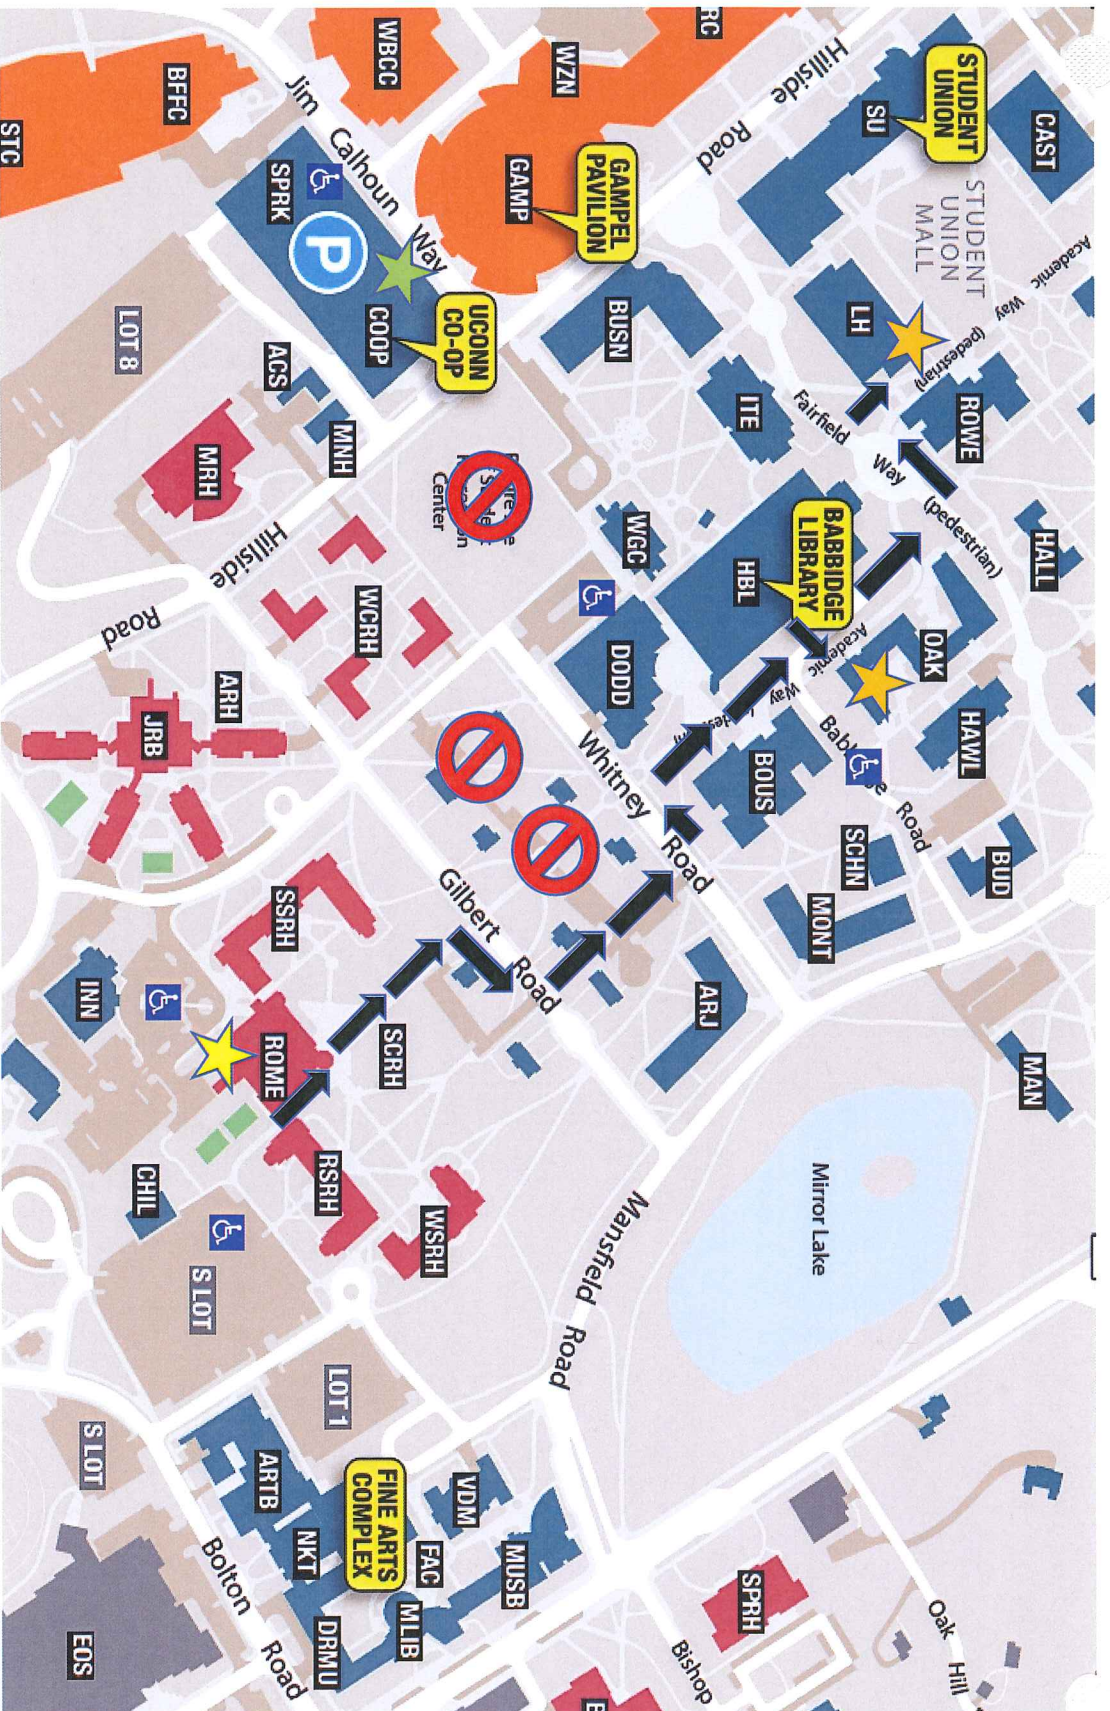 RC
Hillside
Road
STUDENT
UNION
SU
CAST
WBCC
WZN
BFFC
STC
Jim Calhoun Way
SPRK
P
GAMP
GAMPEL
PAVILION
STUDENT
UNION
MALL
Academic Way (pedestrian)
LH
UCONN
CO-OP
COOP
BUSN
LOT 8
ACS
MNH
MRH
ITE
Fairfield Way (pedestrian)
ROWE
HALL
Center
WGC
HBL
BABBIDGE
LIBRARY
OAK
HAWL
Academic Way
Hillside
Road
WCRH
DODD
BOUS
Road
SCHN
BUD
MONT
ARH
JRB
Whitney
Road
Gilbert
Road
SSRH
ARJ
MAN
INN
ROME
SCRH
Mirror Lake
CHIL
RSRH
WSRH
Mansfield Road
S LOT
LOT 1
S LOT
ARTB
FINE ARTS
COMPLEX
VDM
NKT
FAC
MUSB
MLIB
DRMU
SPRH
Bolton
Road
EOS
Bishop
Oak
Hill